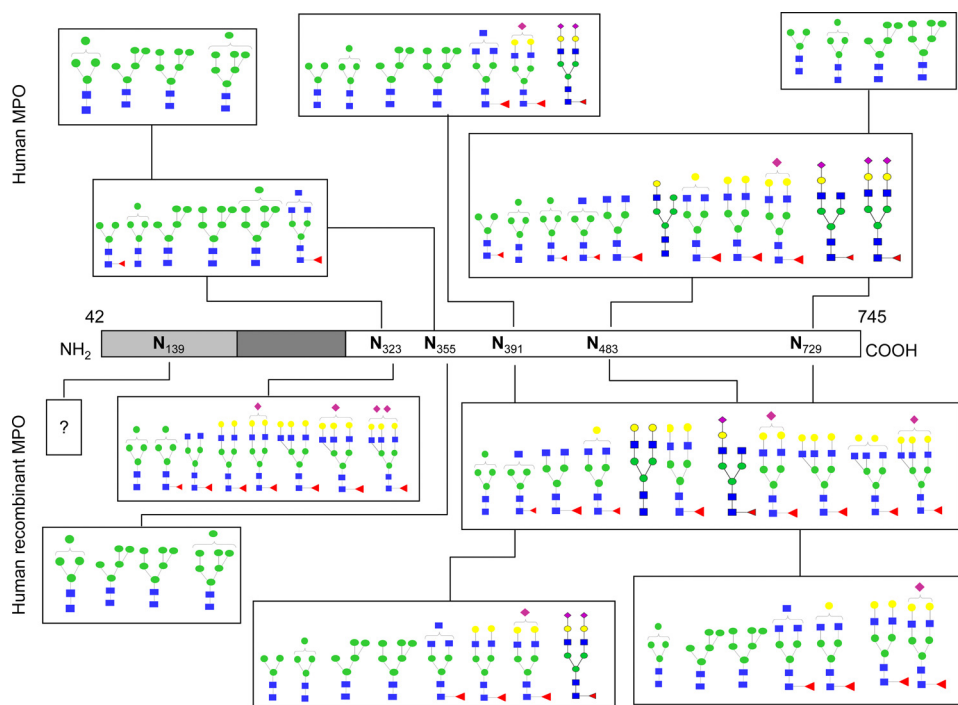 Human MPO
42
745
NH2
N139
N323
N355
N391
N483
N729
COOH
?
Human recombinant MPO